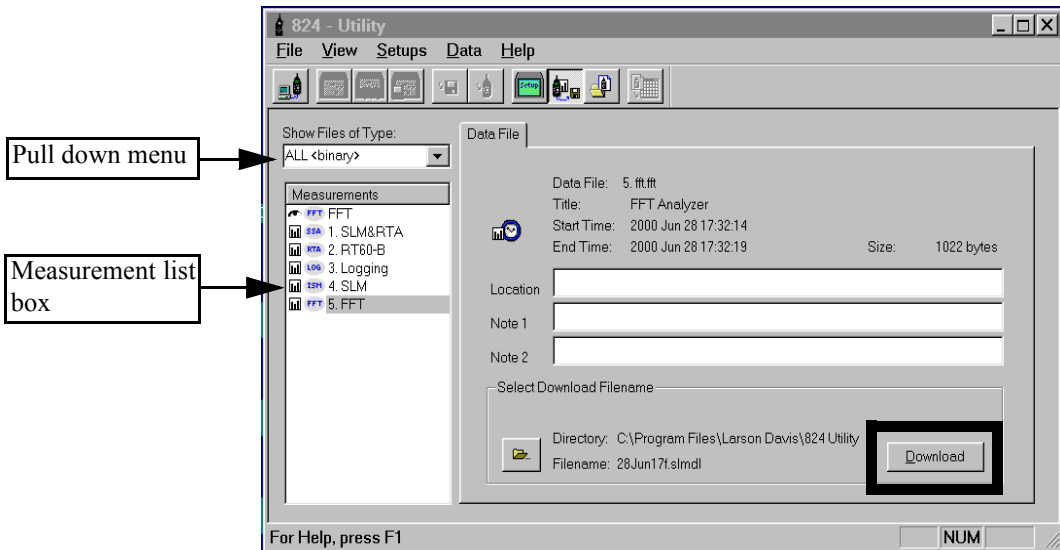 824 - Utility
File View Setups Data Help
Setup
Show Files of Type:
ALL <binary>
Pull down menu
Measurements
FFT FFT
SSA 1. SLM&RTA
RTA 2. RT60-B
LOG 3. Logging
ISM 4. SLM
FFT 5. FFT
Measurement list
box
Data File
Data File: 5. fft.fft
Title: FFT Analyzer
Start Time: 2000 Jun 28 17:32:14
End Time: 2000 Jun 28 17:32:19 Size: 1022 bytes
Location
Note 1
Note 2
Select Download Filename
Directory: C:\Program Files\Larson Davis\824 Utility
Filename: 28Jun17f.slmdl
Download
For Help, press F1
NUM